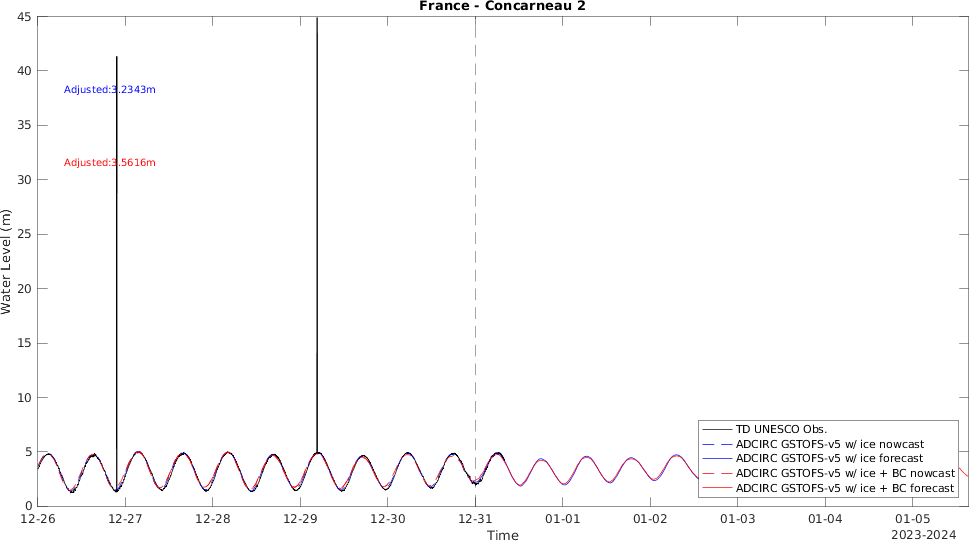 France - Concarneau 2
Water Level (m)
45
40
35
30
25
20
15
10
5
0
Adjusted:3.2343m
Adjusted:3.5616m
TD UNESCO Obs.
ADCIRC GSTOFS-v5 w/ ice nowcast
ADCIRC GSTOFS-v5 w/ ice forecast
ADCIRC GSTOFS-v5 w/ ice + BC nowcast
ADCIRC GSTOFS-v5 w/ ice + BC forecast
12-26 12-27 12-28 12-29 12-30 12-31 01-01 01-02 01-03 01-04 01-05
Time
2023-2024